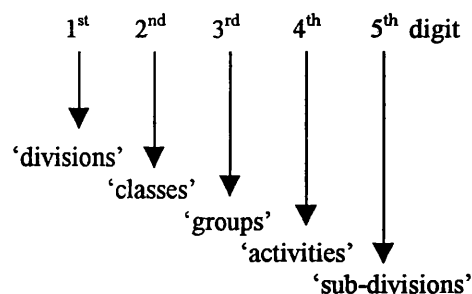 1st 2nd 3rd 4th 5th digit
‘divisions’
‘classes’
‘groups’
‘activities’
‘sub-divisions’